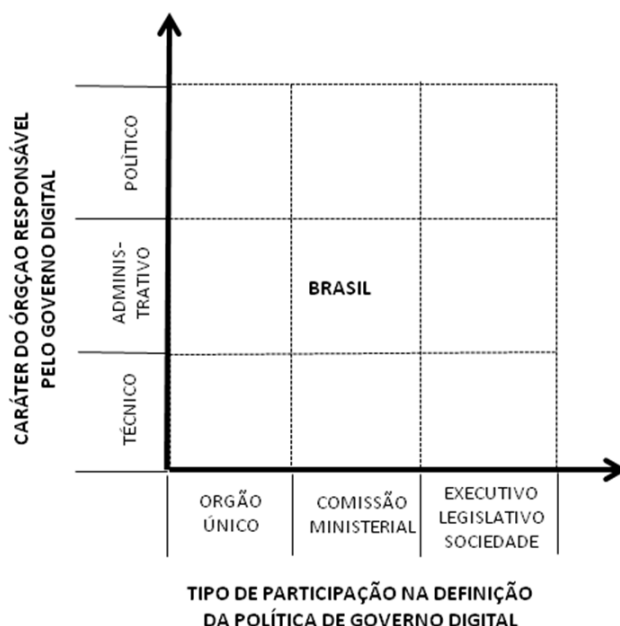 CARÁTER DO ÓRGÇAO RESPONSÁVEL
PELO GOVERNO DIGITAL
POLÌTICO
ADMINIS-
TRATIVO
TÉCNICO
BRASIL
ORGÃO
ÚNICO
COMISSÃO
MINISTERIAL
EXECUTIVO
LEGISLATIVO
SOCIEDADE
TIPO DE PARTICIPAÇÃO NA DEFINIÇÃO
DA POLÍTICA DE GOVERNO DIGITAL